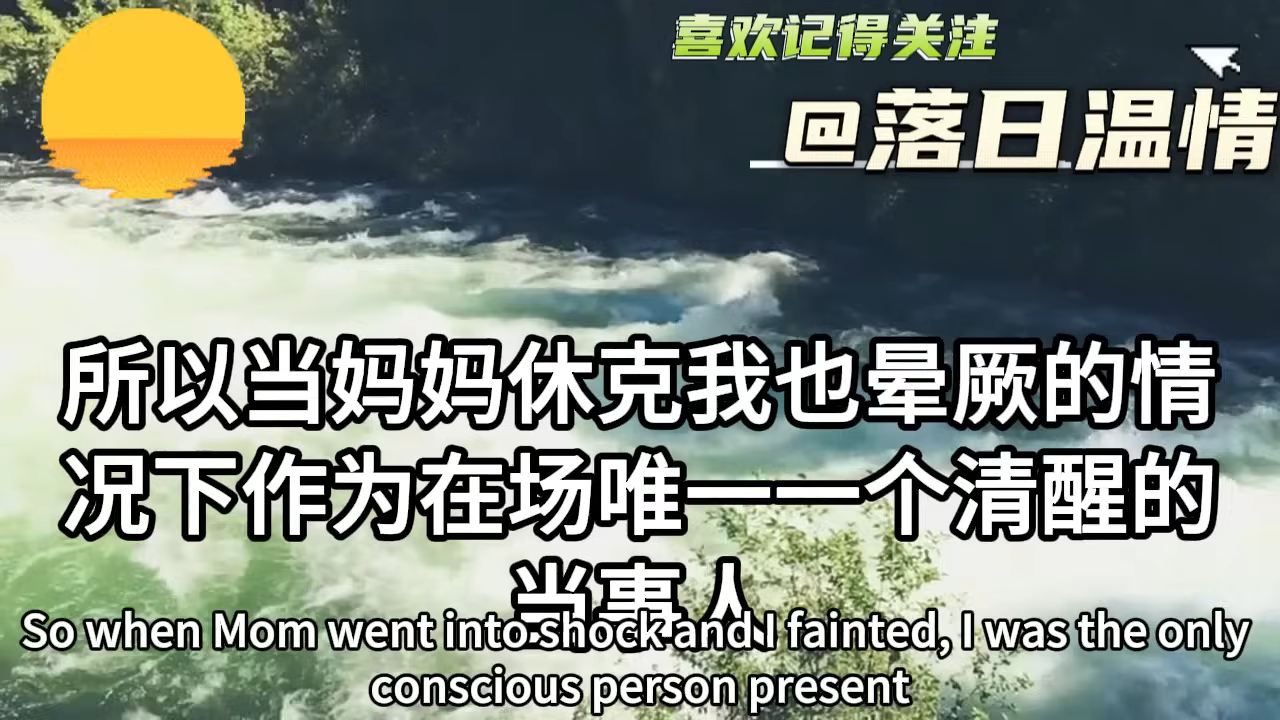 喜欢记得关注
@落日温情
所以当妈妈休克我也晕厥的情
况下作为在场唯一一个清醒的
当事人
So when Mom went into shock and I fainted, I was the only
conscious person present